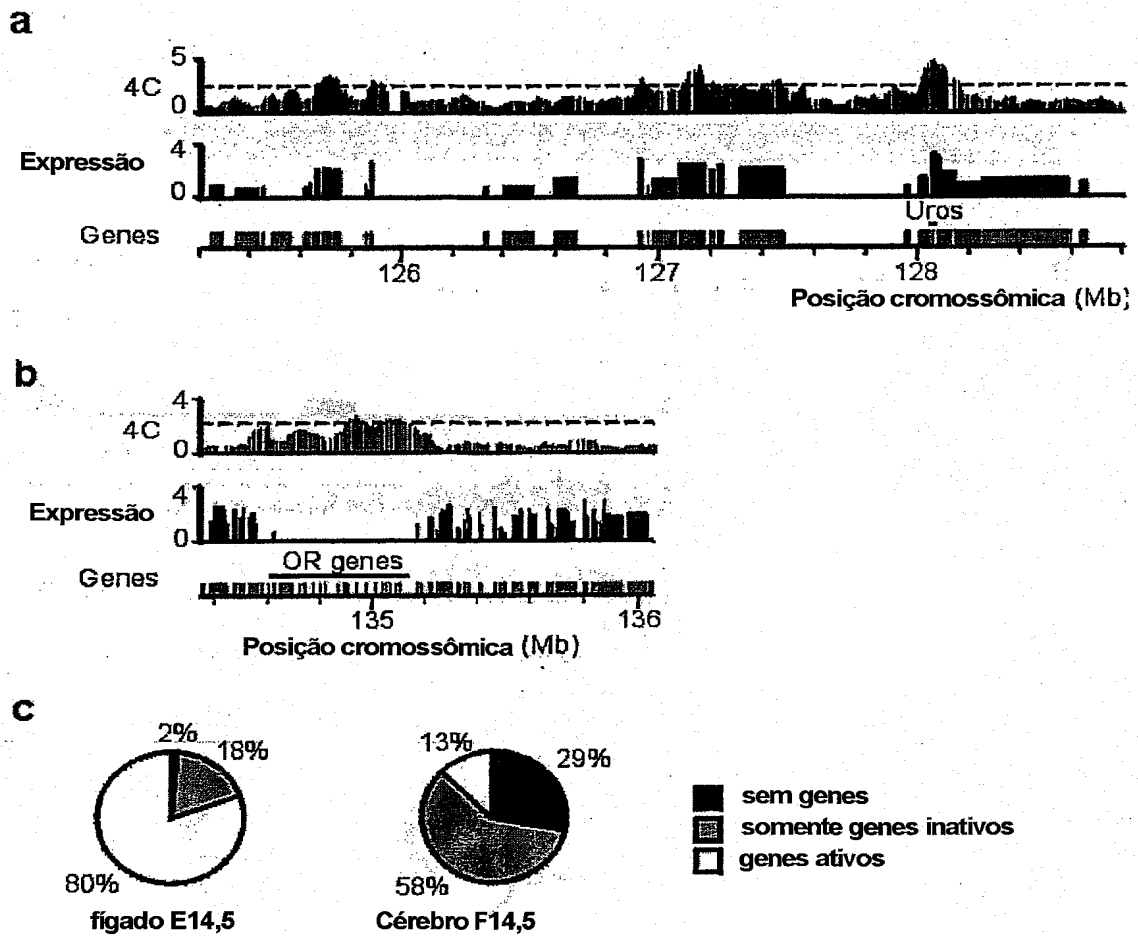 a
5
4C
0
4
Expressão
0
Uros
Genes
126
127
128
Posição cromossômica (Mb)
b
4
4C
0
4
Expressão
0
OR genes
Genes
135
136
Posição cromossômica (Mb)
c
2%
18%
80%
fígado E14,5
13%
29%
58%
Cérebro F14,5
sem genes
somente genes inativos
genes ativos